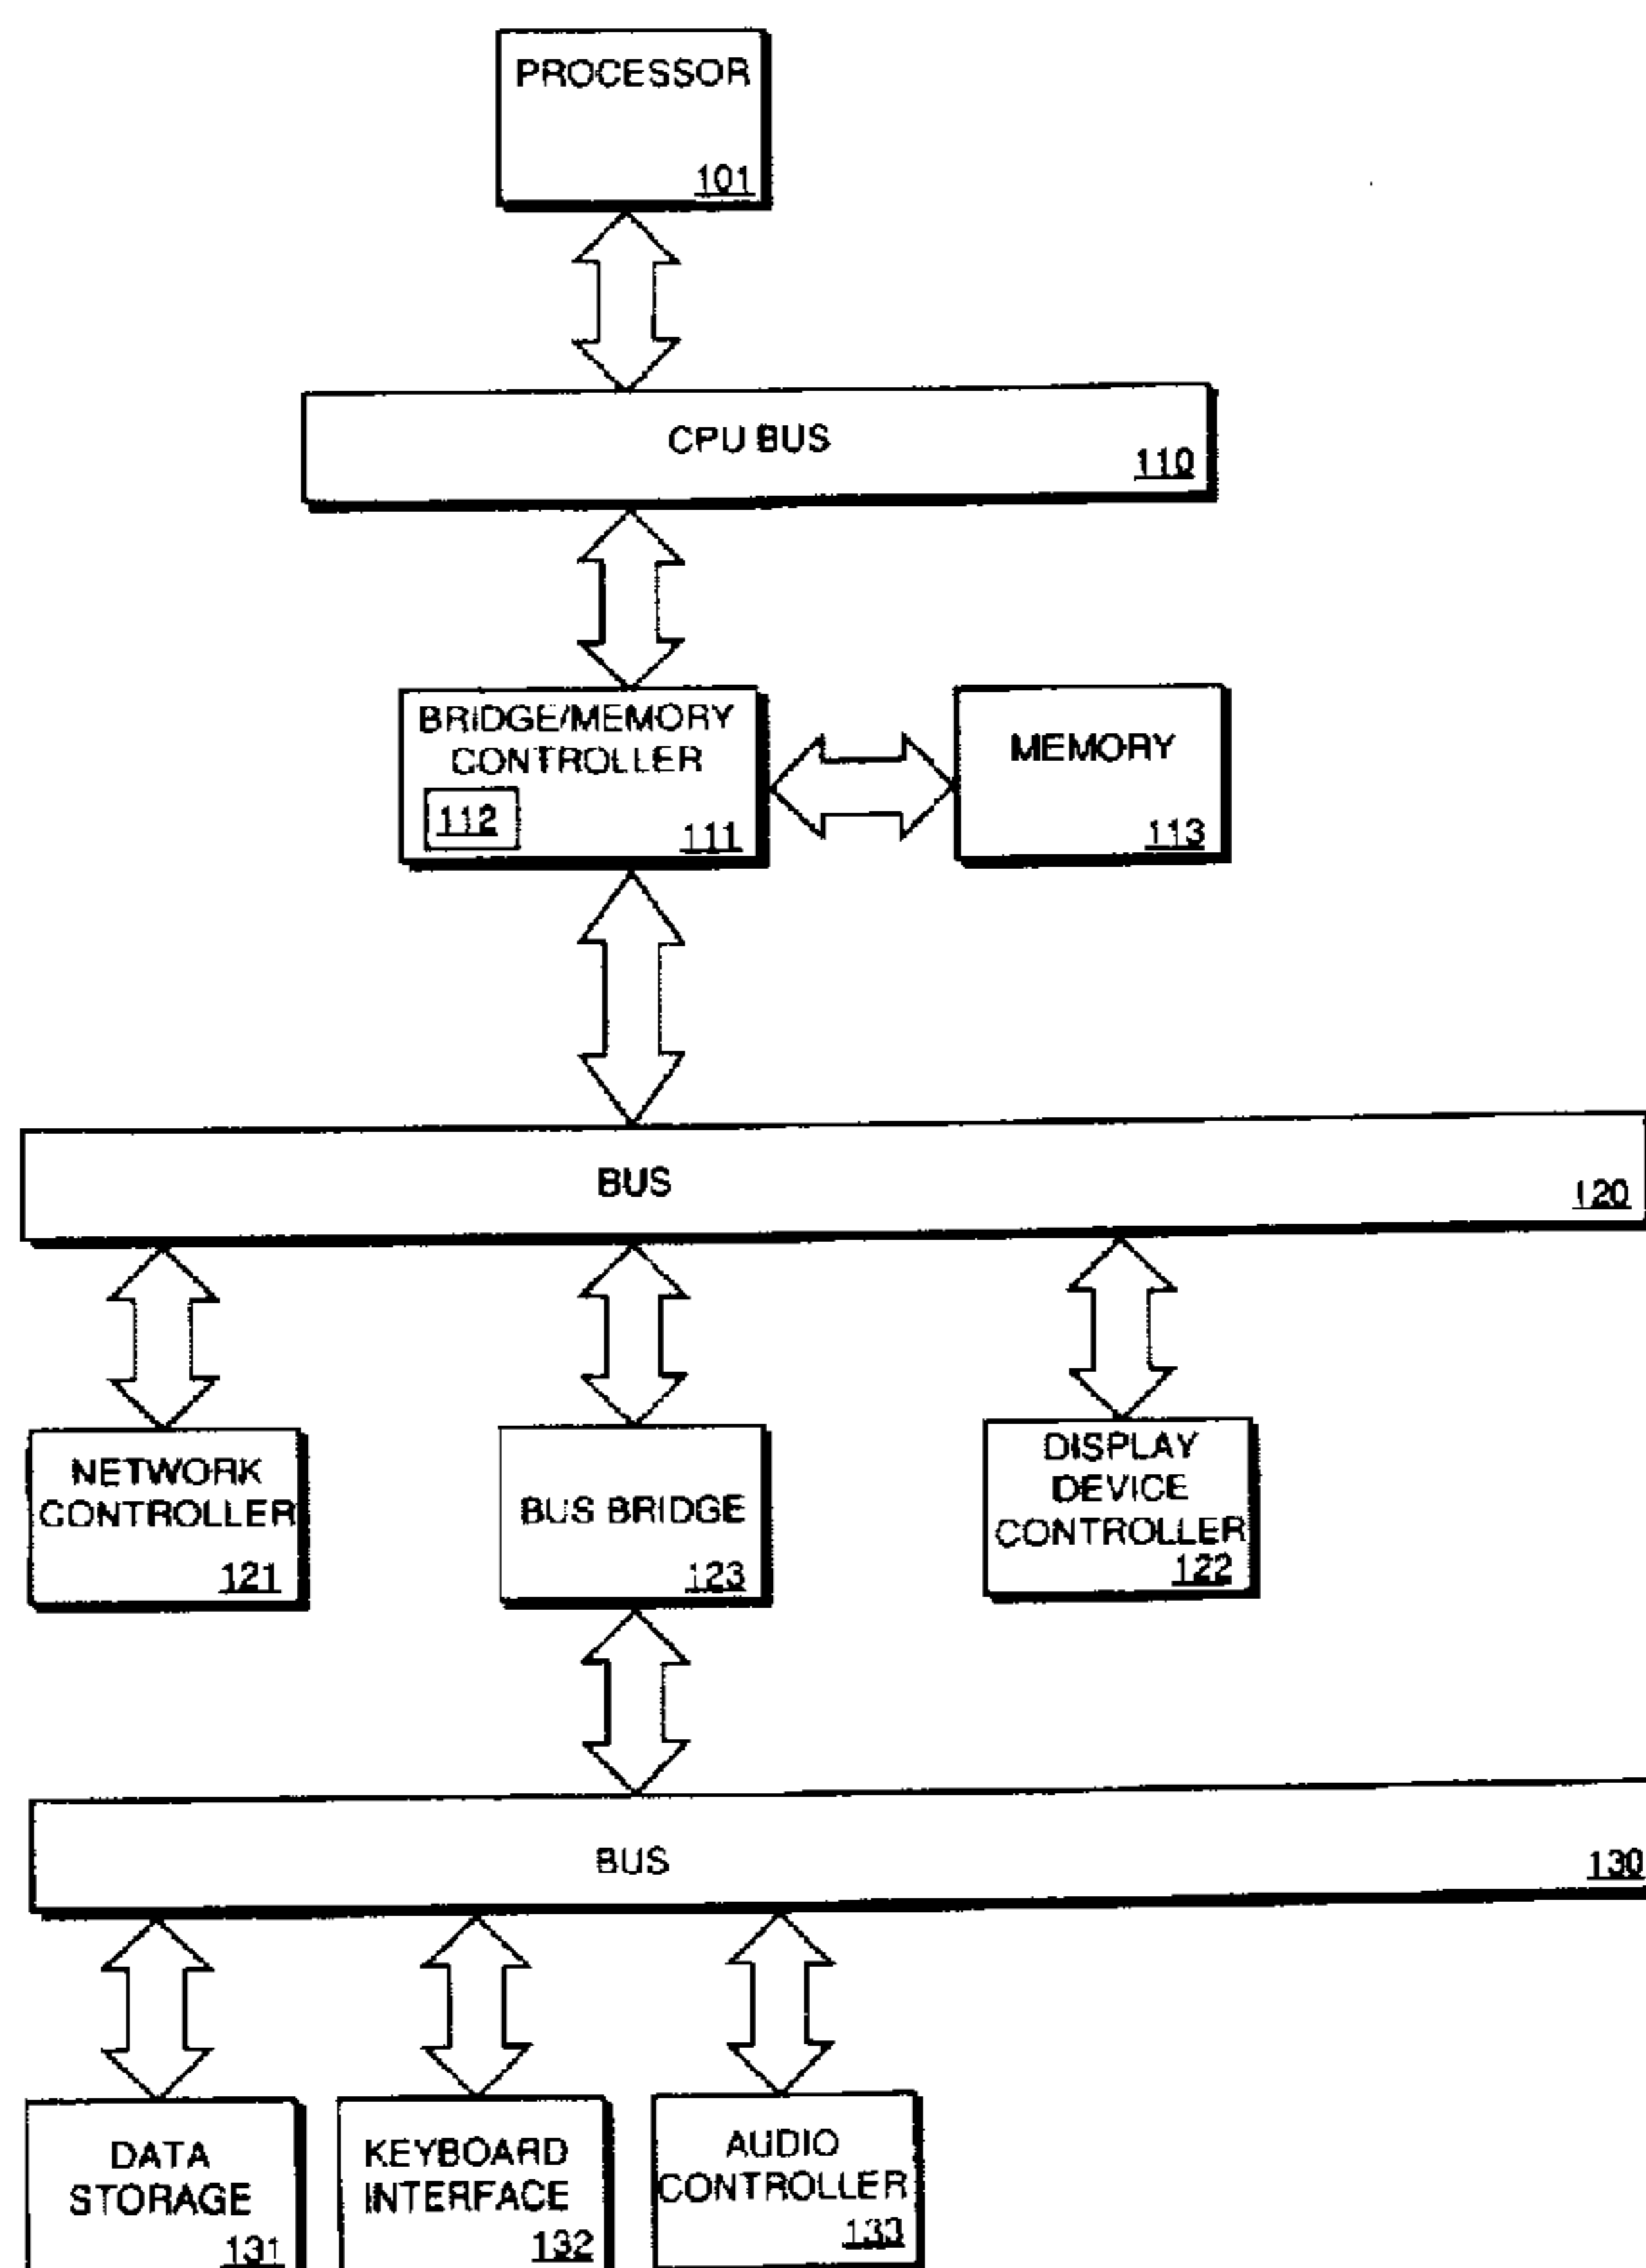 PROCESSOR
101
CPU BUS
110
BRIDGE/MEMORY
CONTROLLER
112
111
MEMORY
113
BUS
120
NETWORK
CONTROLLER
121
BUS BRIDGE
123
DISPLAY
DEVICE
CONTROLLER
122
BUS
130
DATA
STORAGE
131
KEYBOARD
INTERFACE
132
AUDIO
CONTROLLER
133